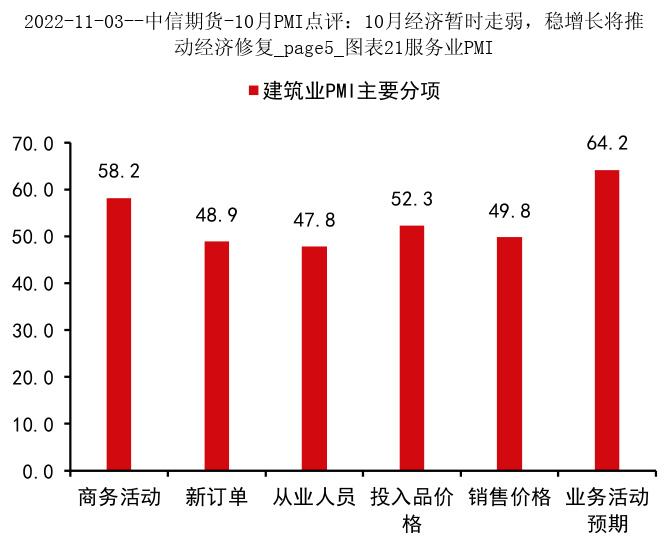 2022-11-03--中信期货-10月PMI点评：10月经济暂时走弱，稳增长将推
动经济修复_page5_图表21服务业PMI
建筑业PMI主要分项
70.0
60.0
50.0
40.0
30.0
20.0
10.0
0.0
58.2
48.9
47.8
52.3
49.8
64.2
商务活动
新订单
从业人员
投入品价
格
销售价格
业务活动
预期